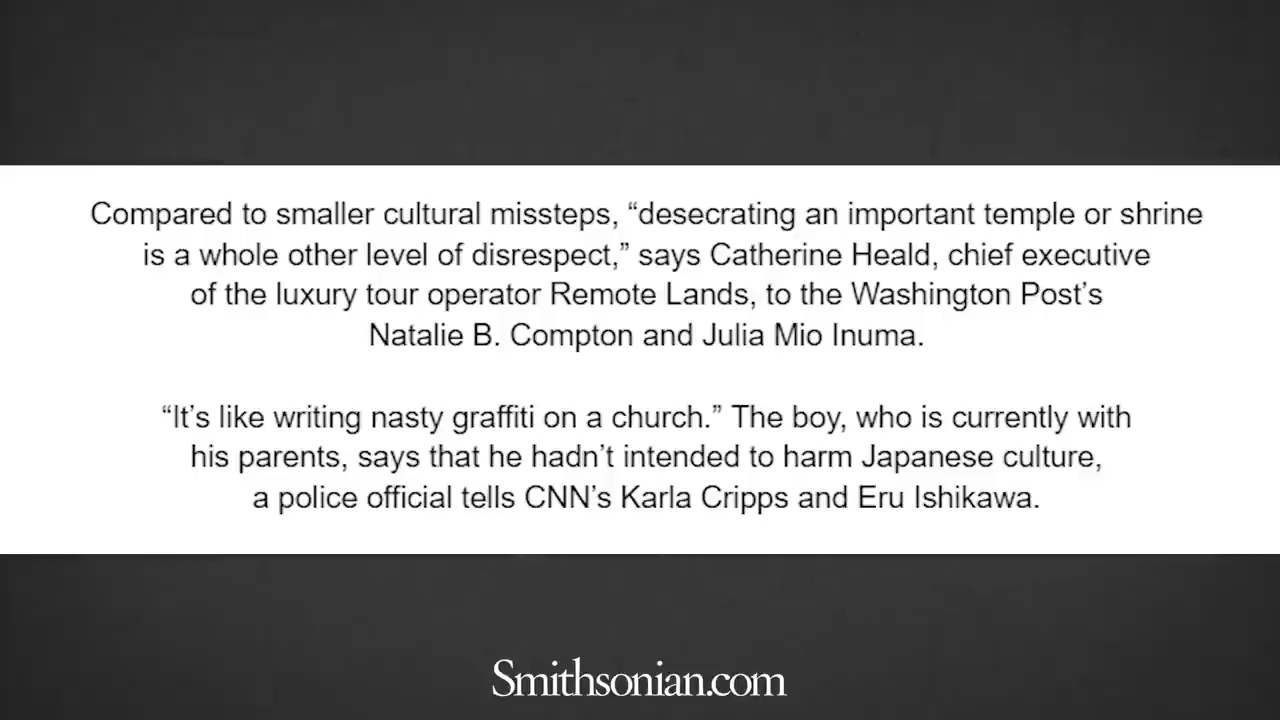 Compared to smaller cultural missteps, “desecrating an important temple or shrine
is a whole other level of disrespect,” says Catherine Heald, chief executive
of the luxury tour operator Remote Lands, to the Washington Post’s
Natalie B. Compton and Julia Mio Inuma.
“It’s like writing nasty graffiti on a church.” The boy, who is currently with
his parents, says that he hadn’t intended to harm Japanese culture,
a police official tells CNN’s Karla Cripps and Eru Ishikawa.
Smithsonian.com